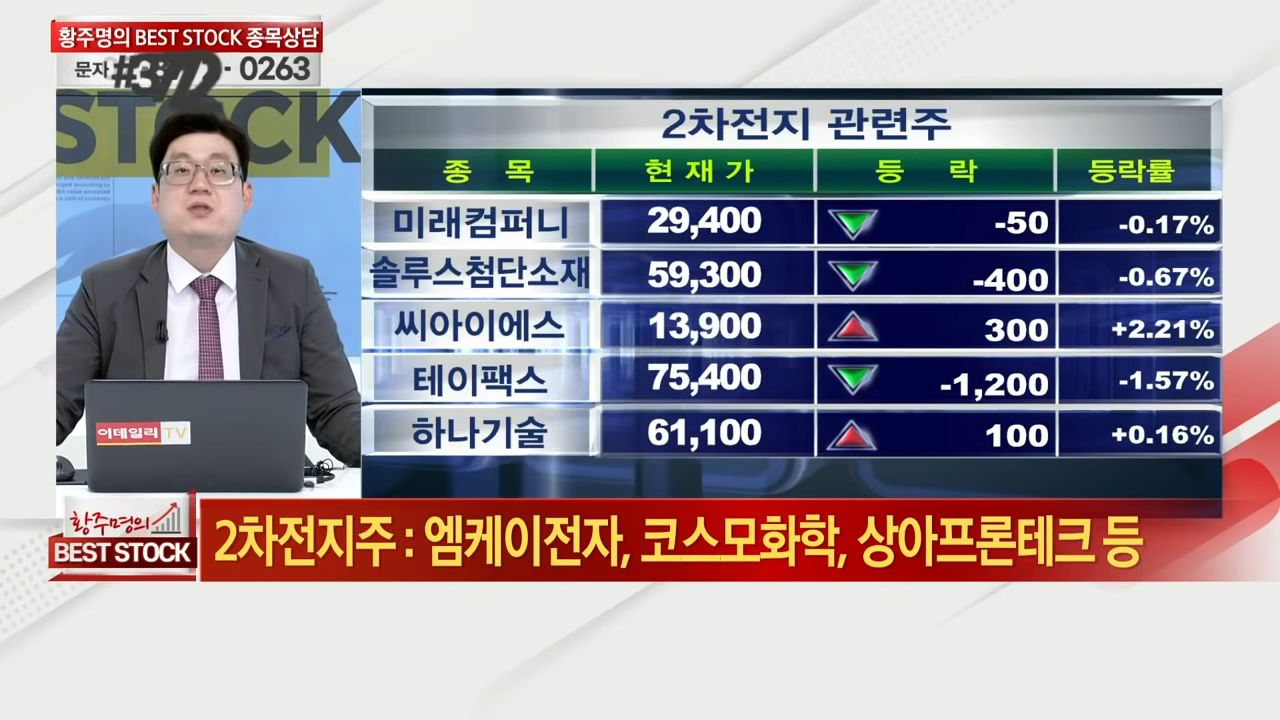 황주명의 BEST STOCK 종목상담
문자 - 0263
STOCK
2차전지 관련주
종 목 현재가 등 락 등락률
미래컴퍼니 29,400 -50 -0.17%
솔루스첨단소재 59,300 -400 -0.67%
씨아이에스 13,900 300 +2.21%
테이팩스 75,400 -1,200 -1.57%
하나기술 61,100 100 +0.16%
이데일리TV
황주명의
BEST STOCK
2차전지주 : 엠케이전자, 코스모화학, 상아프론테크 등